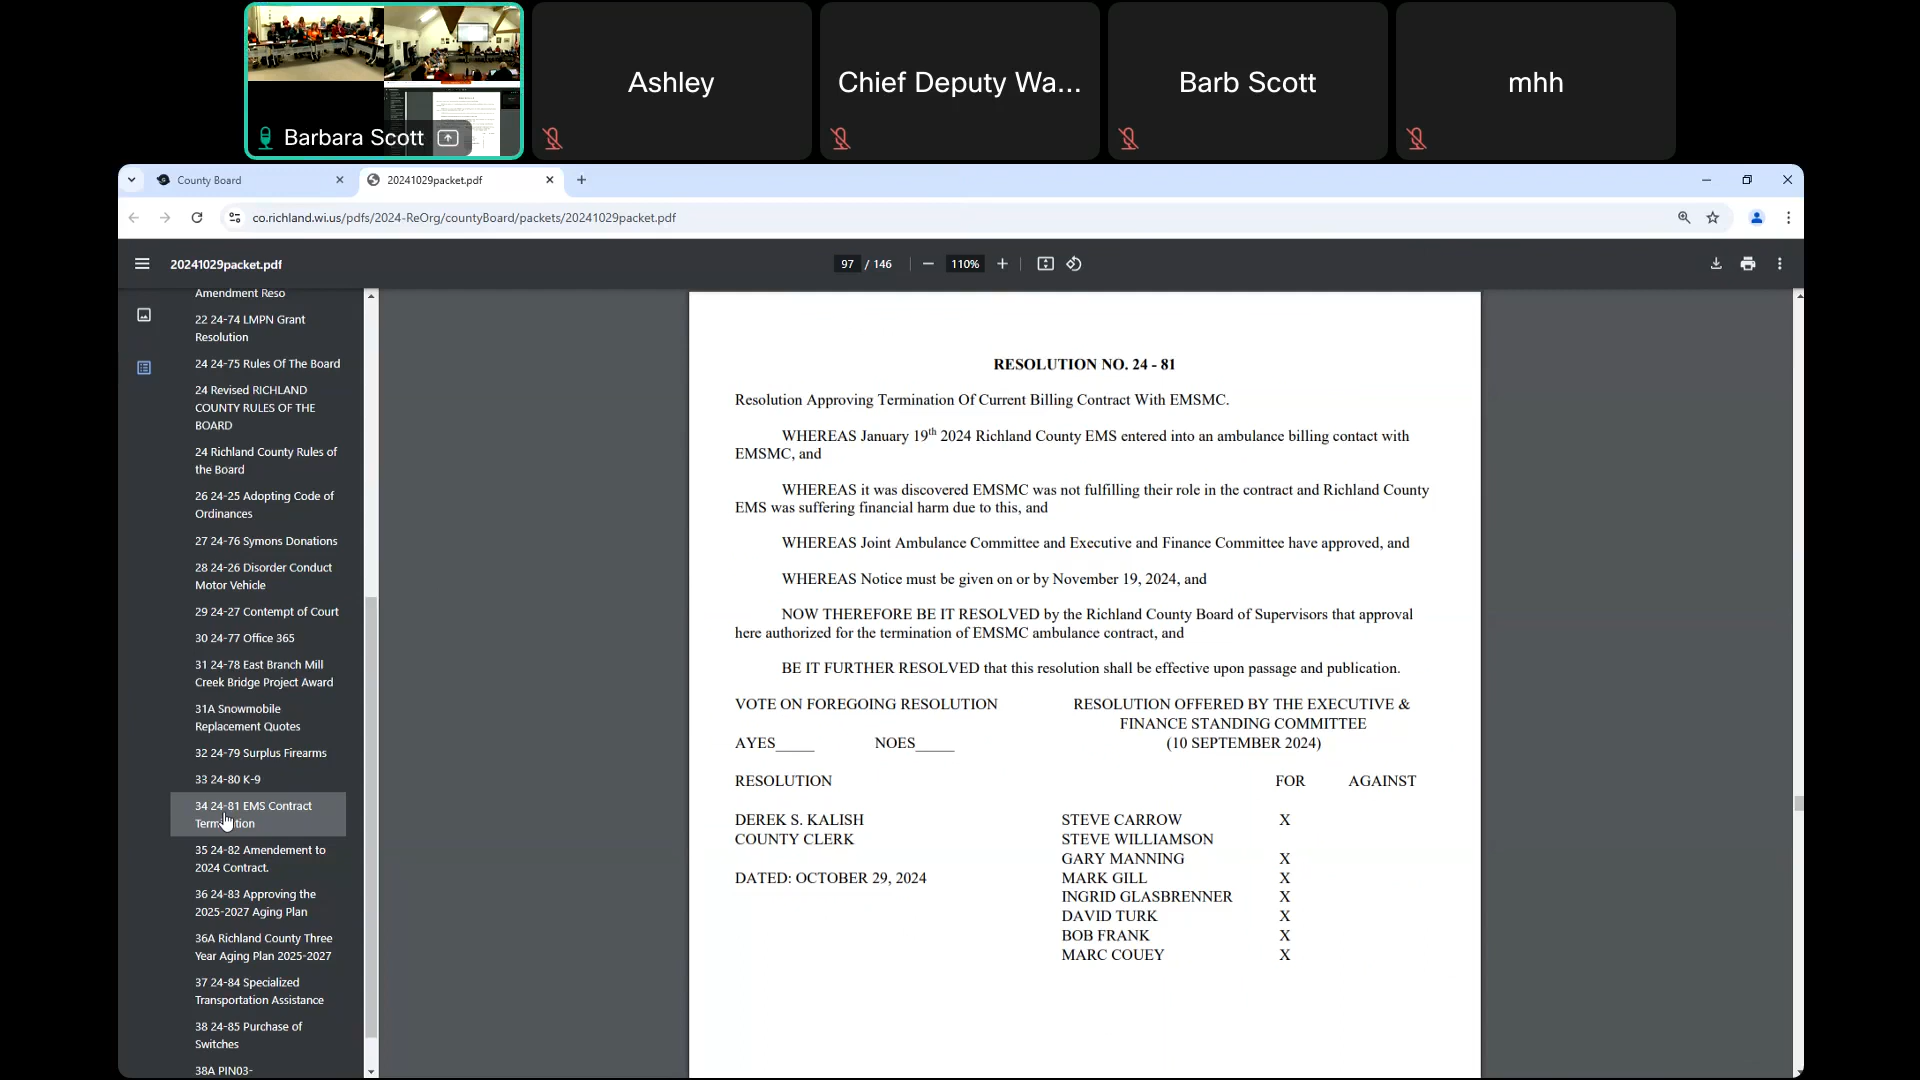 Barbara Scott
Ashley
Chief Deputy Wa...
Barb Scott
mhh
County Board
20241029packet.pdf
co.richland.wi.us/pdfs/2024-ReOrg/countyBoard/packets/20241029packet.pdf
20241029packet.pdf
97 / 146
110%
Amendment Reso
22 24-74 LMPN Grant
Resolution
24 24-75 Rules Of The Board
24 Revised RICHLAND
COUNTY RULES OF THE
BOARD
24 Richland County Rules of
the Board
26 24-25 Adopting Code of
Ordinances
27 24-76 Symons Donations
28 24-26 Disorder Conduct
Motor Vehicle
29 24-27 Contempt of Court
30 24-77 Office 365
31 24-78 East Branch Mill
Creek Bridge Project Award
31A Snowmobile
Replacement Quotes
32 24-79 Surplus Firearms
33 24-80 K-9
34 24-81 EMS Contract
Termination
35 24-82 Amendement to
2024 Contract.
36 24-83 Approving the
2025-2027 Aging Plan
36A Richland County Three
Year Aging Plan 2025-2027
37 24-84 Specialized
Transportation Assistance
38 24-85 Purchase of
Switches
38A PIN03-
RESOLUTION NO. 24 - 81
Resolution Approving Termination Of Current Billing Contract With EMSMC.
WHEREAS January 19th 2024 Richland County EMS entered into an ambulance billing contact with
EMSMC, and
WHEREAS it was discovered EMSMC was not fulfilling their role in the contract and Richland County
EMS was suffering financial harm due to this, and
WHEREAS Joint Ambulance Committee and Executive and Finance Committee have approved, and
WHEREAS Notice must be given on or by November 19, 2024, and
NOW THEREFORE BE IT RESOLVED by the Richland County Board of Supervisors that approval
here authorized for the termination of EMSMC ambulance contract, and
BE IT FURTHER RESOLVED that this resolution shall be effective upon passage and publication.
VOTE ON FOREGOING RESOLUTION
AYES_____ NOES_____
RESOLUTION
DEREK S. KALISH
COUNTY CLERK
DATED: OCTOBER 29, 2024
RESOLUTION OFFERED BY THE EXECUTIVE &
FINANCE STANDING COMMITTEE
(10 SEPTEMBER 2024)
FOR AGAINST
STEVE CARROW X
STEVE WILLIAMSON
GARY MANNING X
MARK GILL X
INGRID GLASBRENNER X
DAVID TURK X
BOB FRANK X
MARC COUEY X